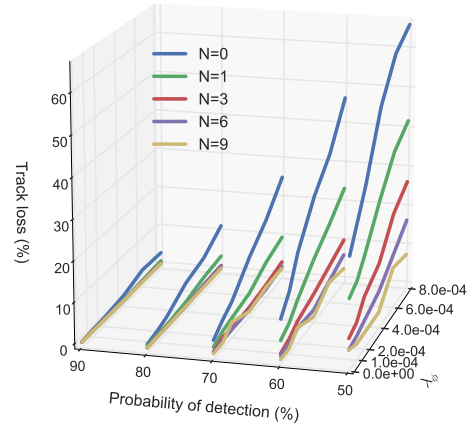 N=0
N=1
N=3
N=6
N=9
Track loss (%)
60
50
40
30
20
10
0
90
80
70
60
50
Probability of detection (%)
8.0e-04
6.0e-04
4.0e-04
2.0e-04
1.0e-04
0.0e+00